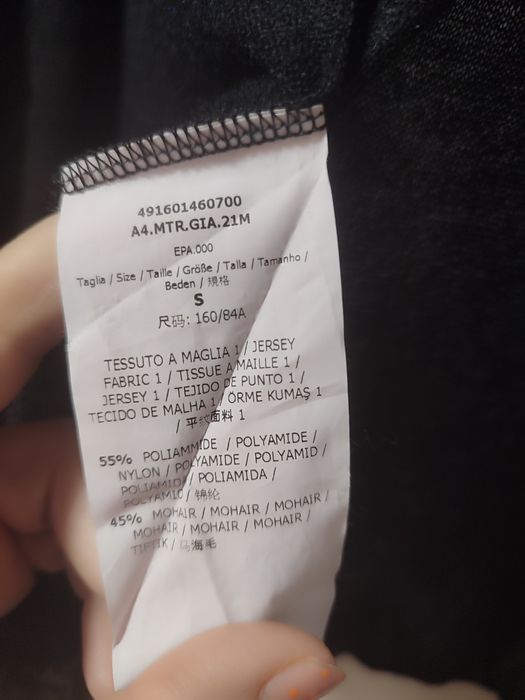 491601460700
A4.MTR.GIA.21M
EPA.000
Taglia / Size / Taille / Größe / Talla / Tamanho /
Beden / 規格
S
尺码: 160/84A
TESSUTO A MAGLIA 1 / JERSEY
FABRIC 1 / TISSUE A MAILLE 1 /
JERSEY 1 / TEJIDO DE PUNTO 1 /
TECIDO DE MALHA 1 / ÖRME KUMAŞ 1
/ 平纹面料 1
55% POLIAMMIDE / POLYAMIDE /
NYLON / POLYAMIDE / POLYAMID /
POLIAMIDA / POLIAMIDA /
POLYAMID / 锦纶
45% MOHAIR / MOHAIR / MOHAIR /
MOHAIR / MOHAIR / MOHAIR /
TIFTIK / 马海毛